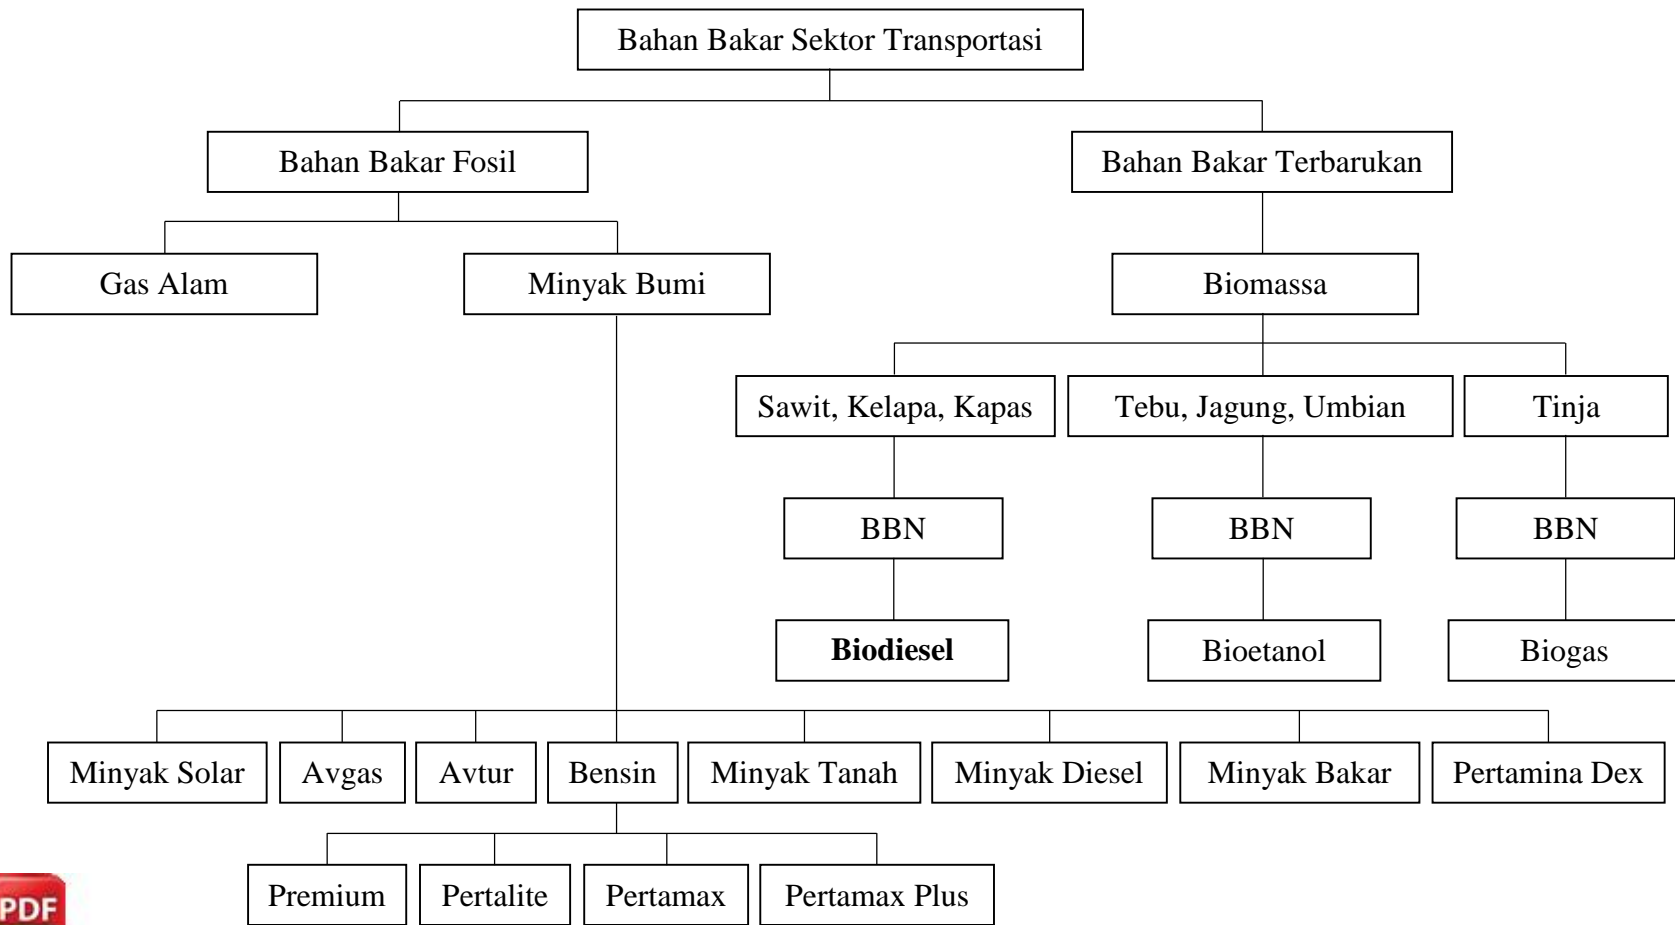 Bahan Bakar Sektor Transportasi
Bahan Bakar Fosil
Bahan Bakar Terbarukan
Gas Alam
Minyak Bumi
Biomassa
Sawit, Kelapa, Kapas
Tebu, Jagung, Umbian
Tinja
BBN
BBN
BBN
Biodiesel
Bioetanol
Biogas
Minyak Solar
Avgas
Avtur
Bensin
Minyak Tanah
Minyak Diesel
Minyak Bakar
Pertamina Dex
Premium
Pertalite
Pertamax
Pertamax Plus
PDF